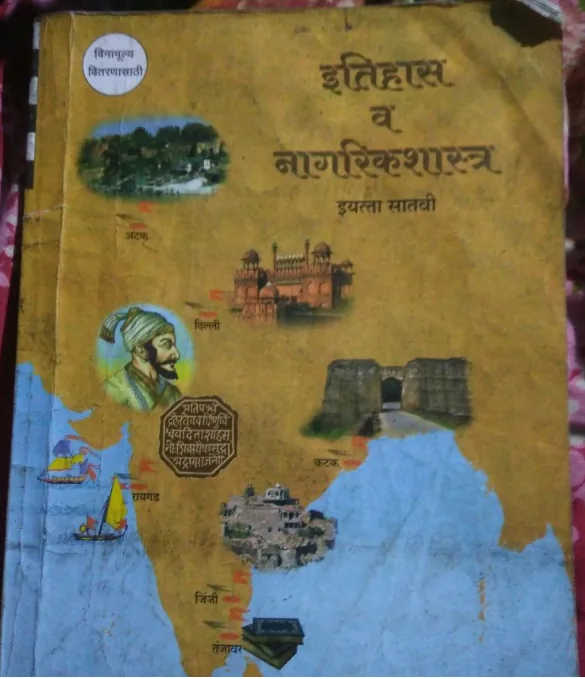 विनामूल्य
वितरणासाठी
इतिहास
व
नागरिकशास्त्र
इयत्ता सातवी
अटक
दिल्ली
कटक
रायगड
जिंजी
तंजावर